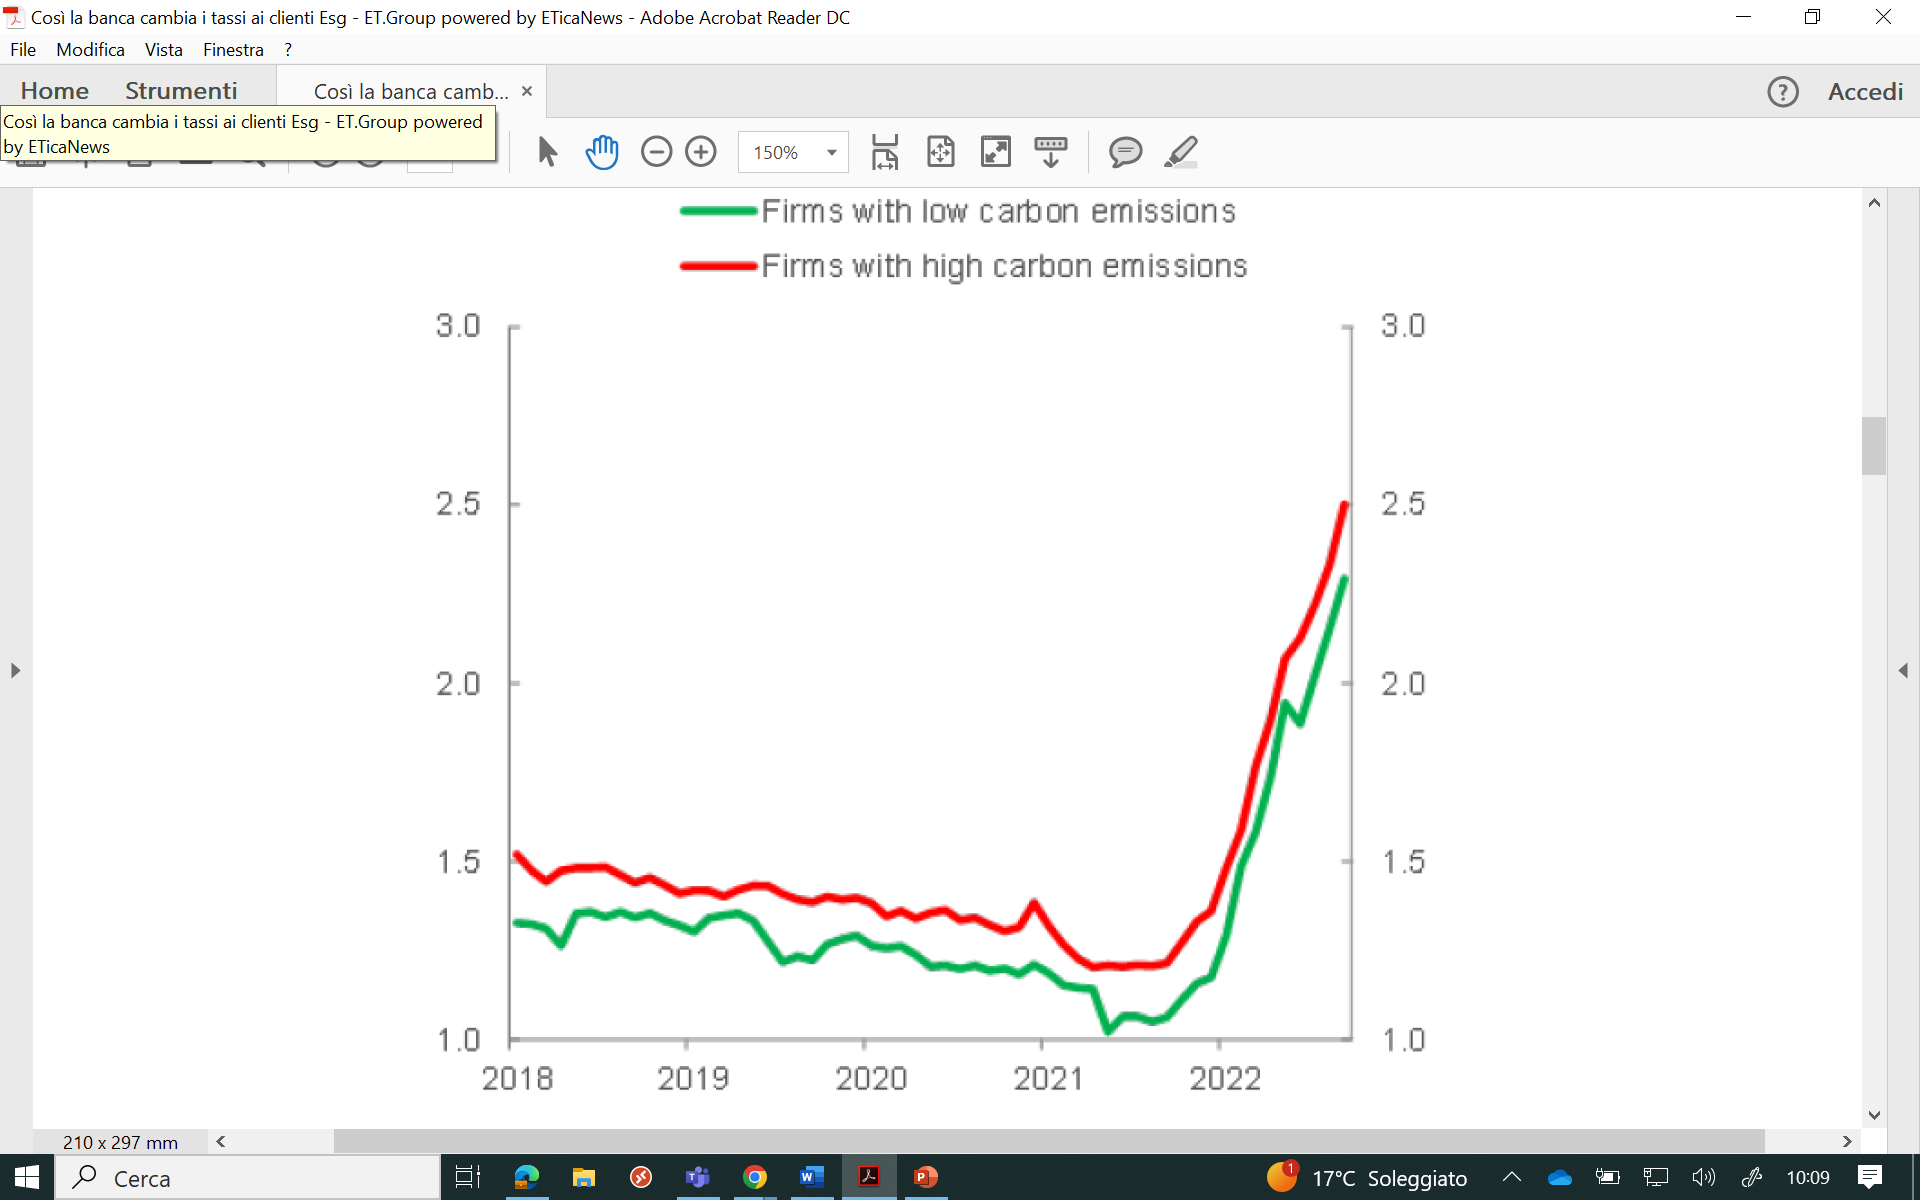 Così la banca cambia i tassi ai clienti Esg - ET.Group powered by ETicaNews - Adobe Acrobat Reader DC
File Modifica Vista Finestra ?
Home Strumenti Così la banca camb... × ? Accedi
Così la banca cambia i tassi ai clienti Esg - ET.Group powered
by ETicaNews
150%
Firms with low carbon emissions
Firms with high carbon emissions
3.0 3.0
2.5 2.5
2.0 2.0
1.5 1.5
1.0 1.0
2018 2019 2020 2021 2022
210 x 297 mm
Cerca 1 17°C Soleggiato 10:09